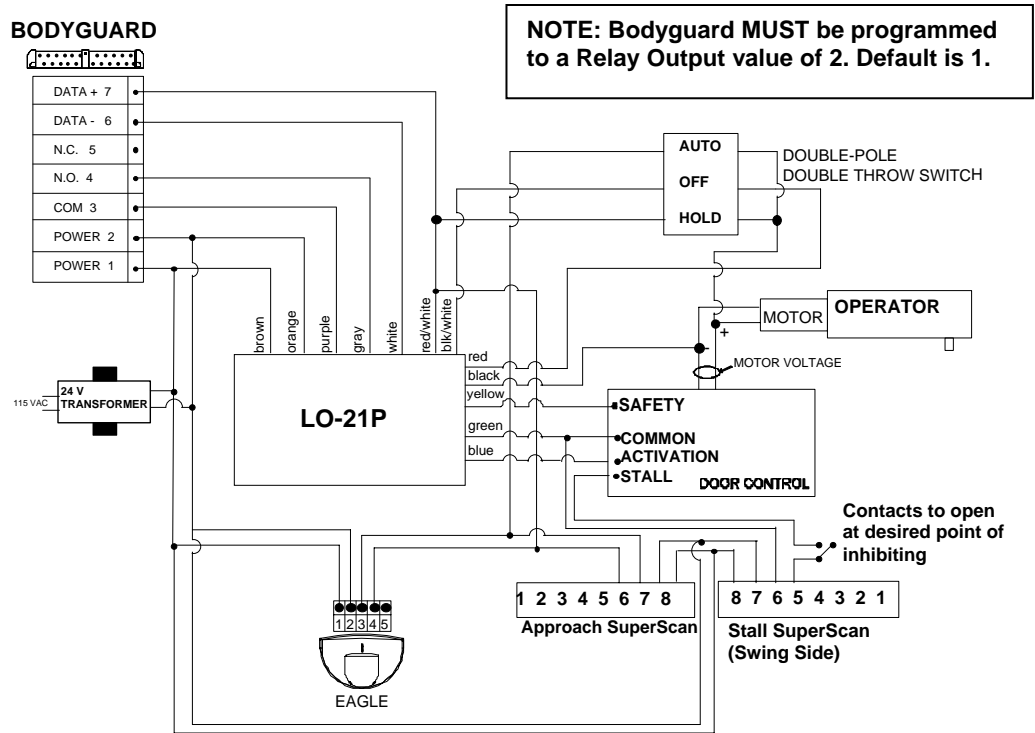 BODYGUARD
NOTE: Bodyguard MUST be programmed
to a Relay Output value of 2. Default is 1.
DATA + 7
DATA - 6
N.C. 5
N.O. 4
COM 3
POWER 2
POWER 1
AUTO
OFF
HOLD
DOUBLE-POLE
DOUBLE THROW SWITCH
brown
orange
purple
gray
white
red/white
blk/white
OPERATOR
MOTOR
+
-
MOTOR VOLTAGE
115 VAC
24 V
TRANSFORMER
LO-21P
red
black
yellow
green
blue
SAFETY
COMMON
ACTIVATION
STALL
DOOR CONTROL
Contacts to open
at desired point of
inhibiting
1 2 3 4 5 6 7 8
Approach SuperScan
8 7 6 5 4 3 2 1
Stall SuperScan
(Swing Side)
1 2 3 4 5
EAGLE